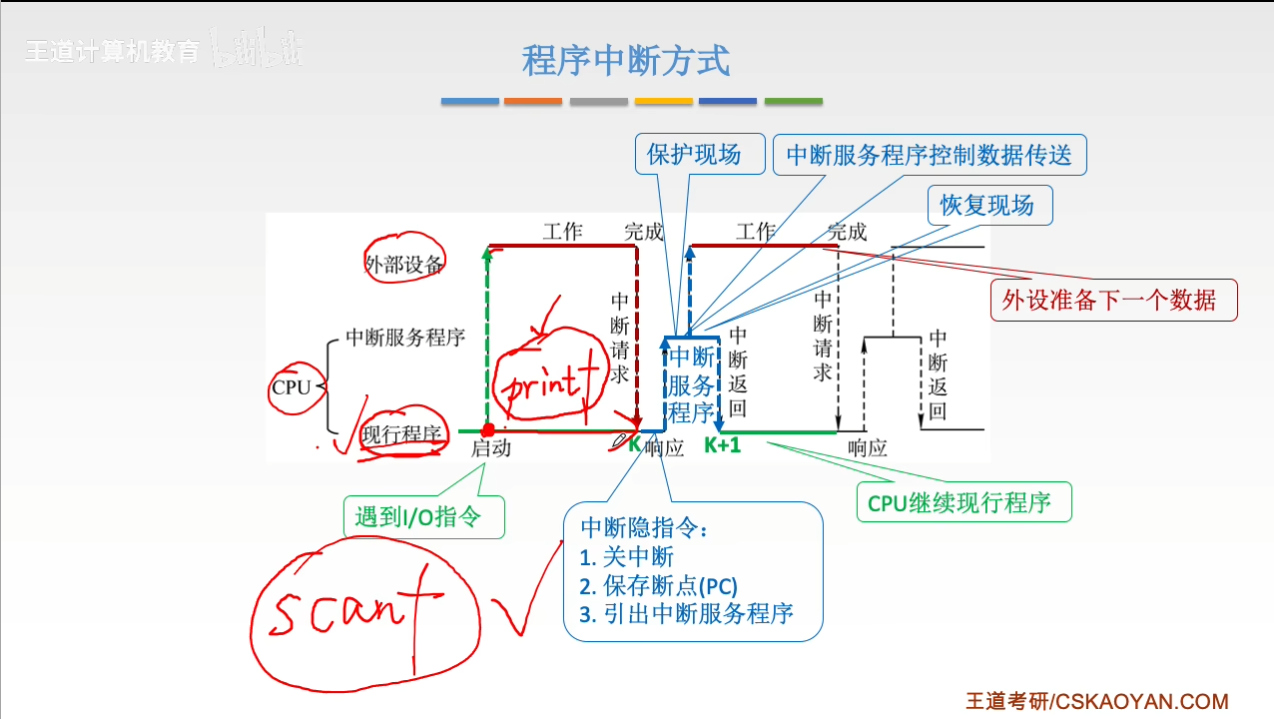 王道计算机教育 bilibili
程序中断方式
保护现场
中断服务程序控制数据传送
恢复现场
工作
完成
工作
完成
外部设备
外设准备下一个数据
中断请求
中断请求
中断服务程序
中断服务程序
中断返回
中断返回
CPU
printf
现行程序
启动
K
响应
K+1
响应
遇到I/O指令
CPU继续现行程序
中断隐指令：
1. 关中断
2. 保存断点(PC)
3. 引出中断服务程序
scanf
王道考研/CSKAOYAN.COM